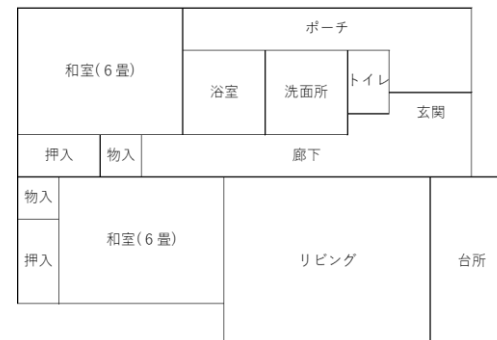 ポーチ
和室(6畳)
浴室
洗面所
トイレ
玄関
押入
物入
廊下
物入
和室(6畳)
押入
リビング
台所